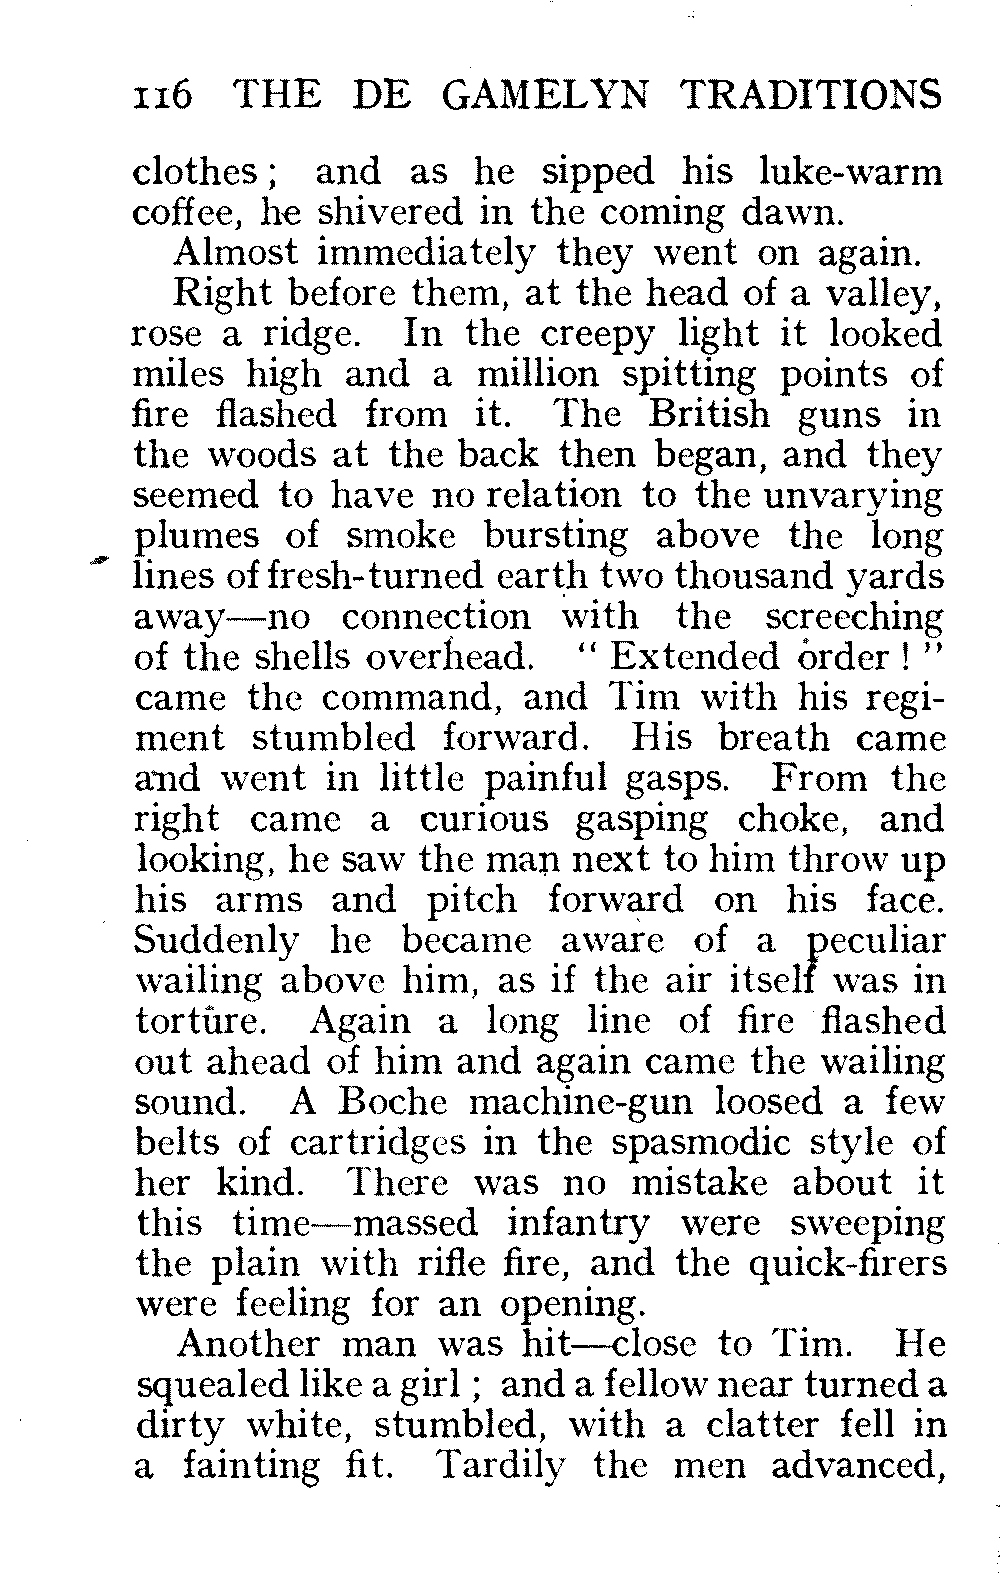 116 THE DE GAMELYN TRADITIONS
clothes ; and as he sipped his luke-warm
coffee, he shivered in the coming dawn.
Almost immediately they went on again.
Right before them, at the head of a valley,
rose a ridge. In the creepy light it looked
miles high and a million spitting points of
fire flashed from it. The British guns in
the woods at the back then began, and they
seemed to have no relation to the unvarying
plumes of smoke bursting above the long
lines of fresh-turned earth two thousand yards
away—no connection with the screeching
of the shells overhead. “ Extended order ! ”
came the command, and Tim with his regi-
ment stumbled forward. His breath came
and went in little painful gasps. From the
right came a curious gasping choke, and
looking, he saw the man next to him throw up
his arms and pitch forward on his face.
Suddenly he became aware of a peculiar
wailing above him, as if the air itself was in
torture. Again a long line of fire flashed
out ahead of him and again came the wailing
sound. A Boche machine-gun loosed a few
belts of cartridges in the spasmodic style of
her kind. There was no mistake about it
this time—massed infantry were sweeping
the plain with rifle fire, and the quick-firers
were feeling for an opening.
Another man was hit—close to Tim. He
squealed like a girl ; and a fellow near turned a
dirty white, stumbled, with a clatter fell in
a fainting fit. Tardily the men advanced,